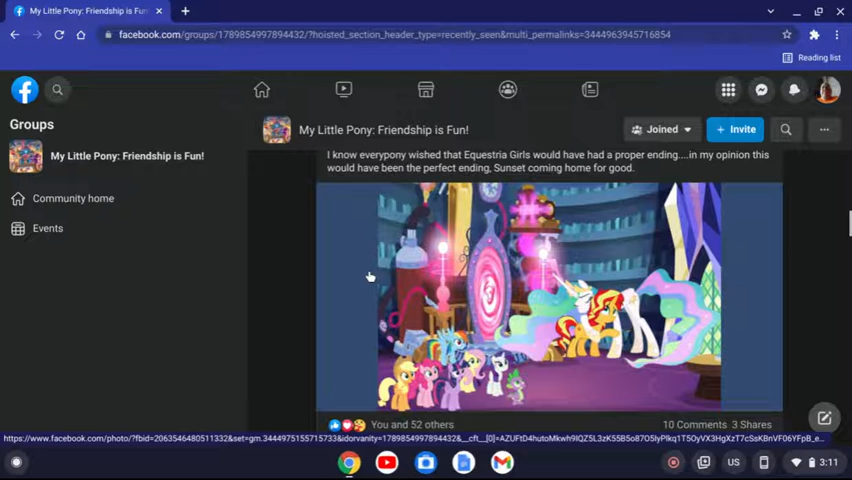 My Little Pony: Friendship is Fun!
facebook.com/groups/1789854997894432/?hoisted_section_header_type=recently_seen&multi_permalinks=3444963945716854
Reading list
Groups
My Little Pony: Friendship is Fun!
Joined
Invite
My Little Pony: Friendship is Fun!
Community home
Events
I know everypony wished that Equestria Girls would have had a proper ending....in my opinion this
would have been the perfect ending, Sunset coming home for good.
You and 52 others
10 Comments 3 Shares
US
3:11